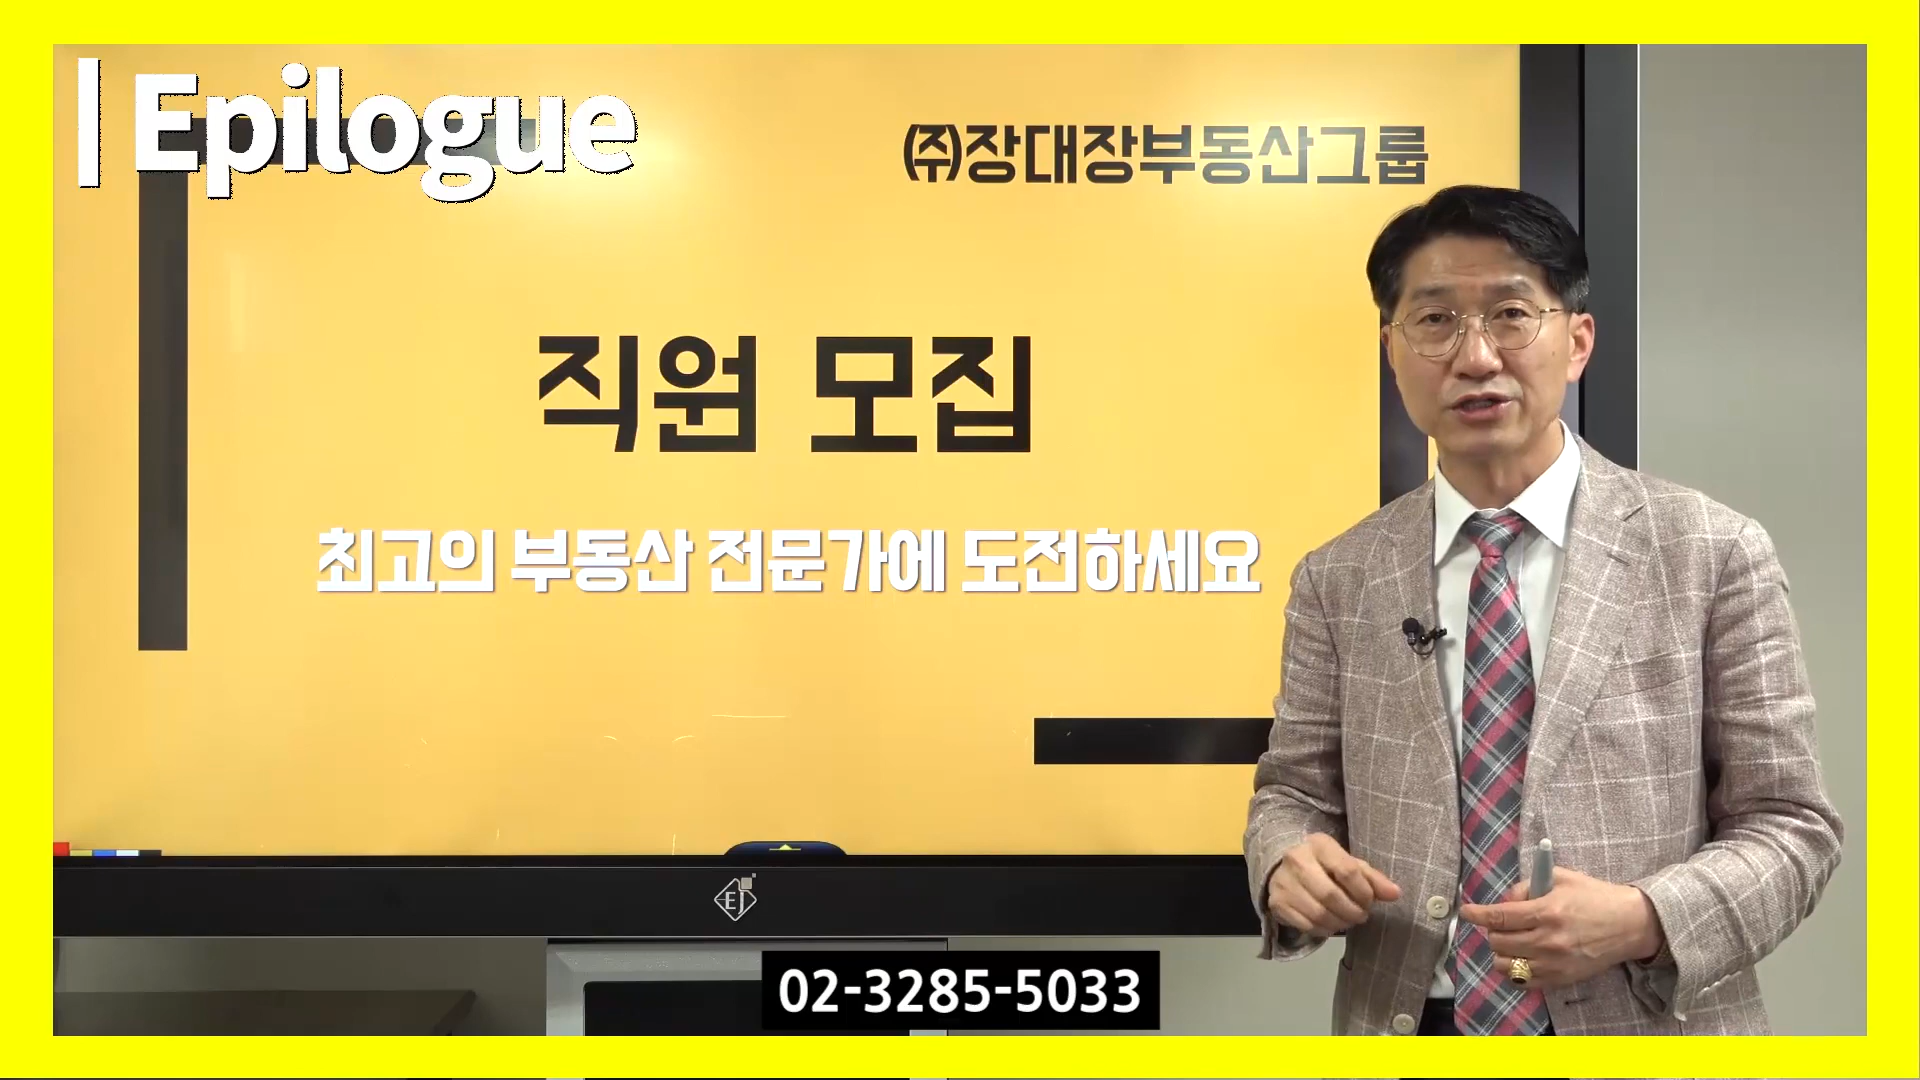 | Epilogue
㈜장대장부동산그룹
직원 모집
최고의 부동산 전문가에 도전하세요
EJ
02-3285-5033